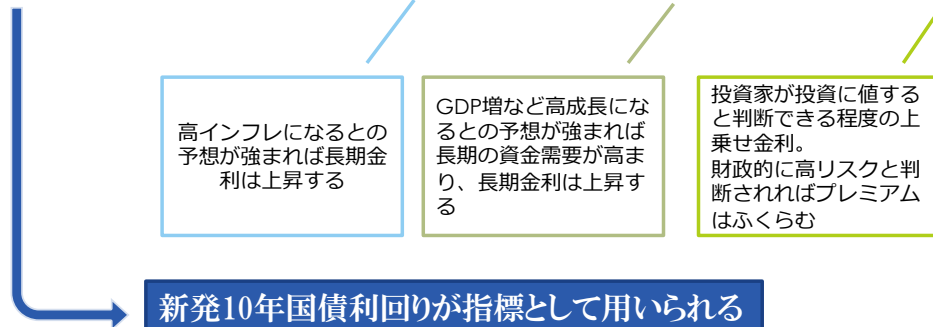 高インフレになるとの
予想が強まれば長期金
利は上昇する
GDP増など高成長にな
るとの予想が強まれば
長期の資金需要が高ま
り、長期金利は上昇す
る
投資家が投資に値する
と判断できる程度の上
乗せ金利。
財政的に高リスクと判
断されればプレミアム
はふくらむ
新発10年国債利回りが指標として用いられる